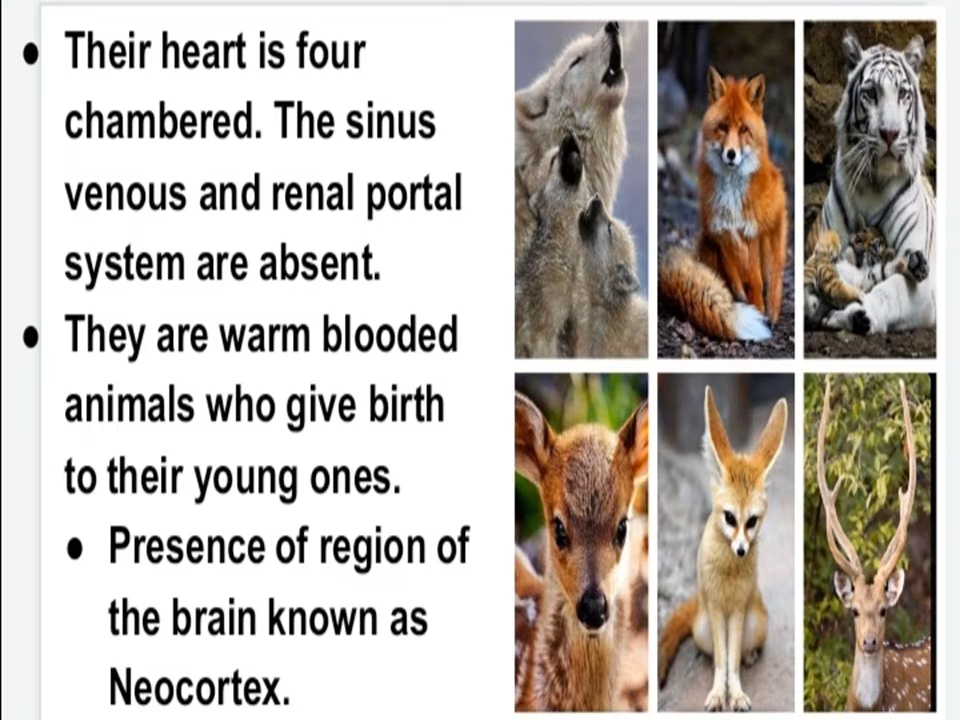 • Their heart is four
chambered. The sinus
venous and renal portal
system are absent.
• They are warm blooded
animals who give birth
to their young ones.
• Presence of region of
the brain known as
Neocortex.